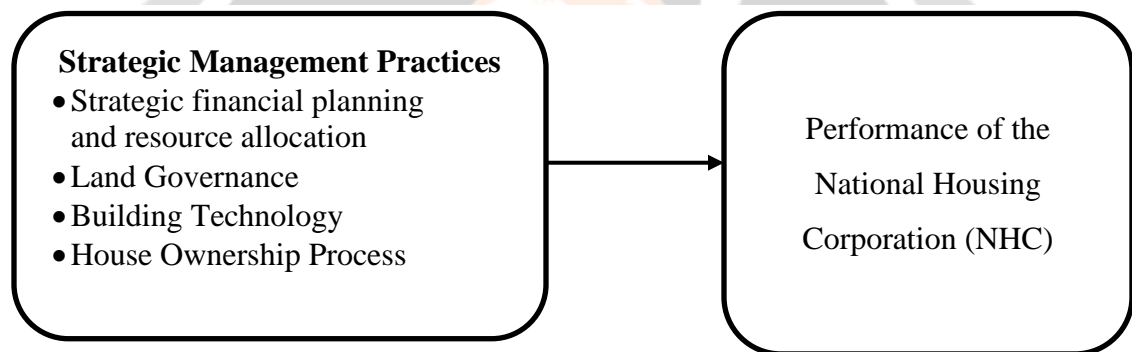 Strategic Management Practices
• Strategic financial planning
and resource allocation
• Land Governance
• Building Technology
• House Ownership Process
Performance of the
National Housing
Corporation (NHC)